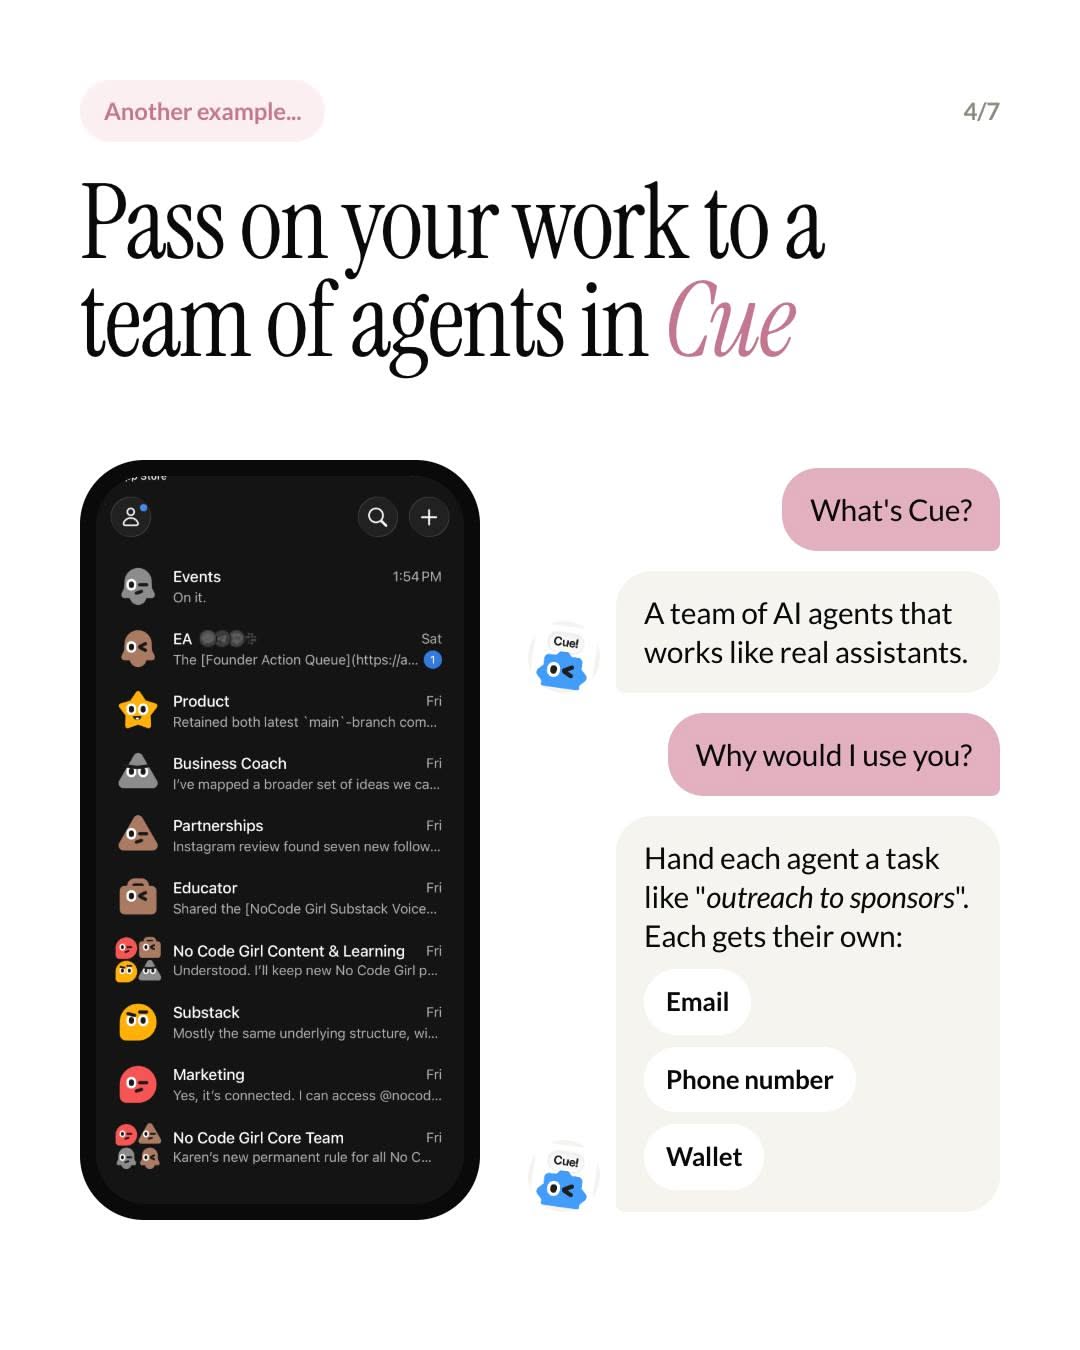 Another example...
4/7
Pass on your work to a
team of agents in Cue
App Store
Events
1:54 PM
On it.
EA
Sat
The [Founder Action Queue](https://a...
1
Product
Fri
Retained both latest `main`-branch com...
Business Coach
Fri
I've mapped a broader set of ideas we ca...
Partnerships
Fri
Instagram review found seven new follow...
Educator
Fri
Shared the [NoCode Girl Substack Voice...
No Code Girl Content & Learning
Fri
Understood. I'll keep new No Code Girl p...
Substack
Fri
Mostly the same underlying structure, wi...
Marketing
Fri
Yes, it's connected. I can access @nocod...
No Code Girl Core Team
Fri
Karen's new permanent rule for all No C...
What's Cue?
A team of AI agents that
works like real assistants.
Cue!
Why would I use you?
Hand each agent a task
like "outreach to sponsors".
Each gets their own:
Email
Phone number
Wallet
Cue!